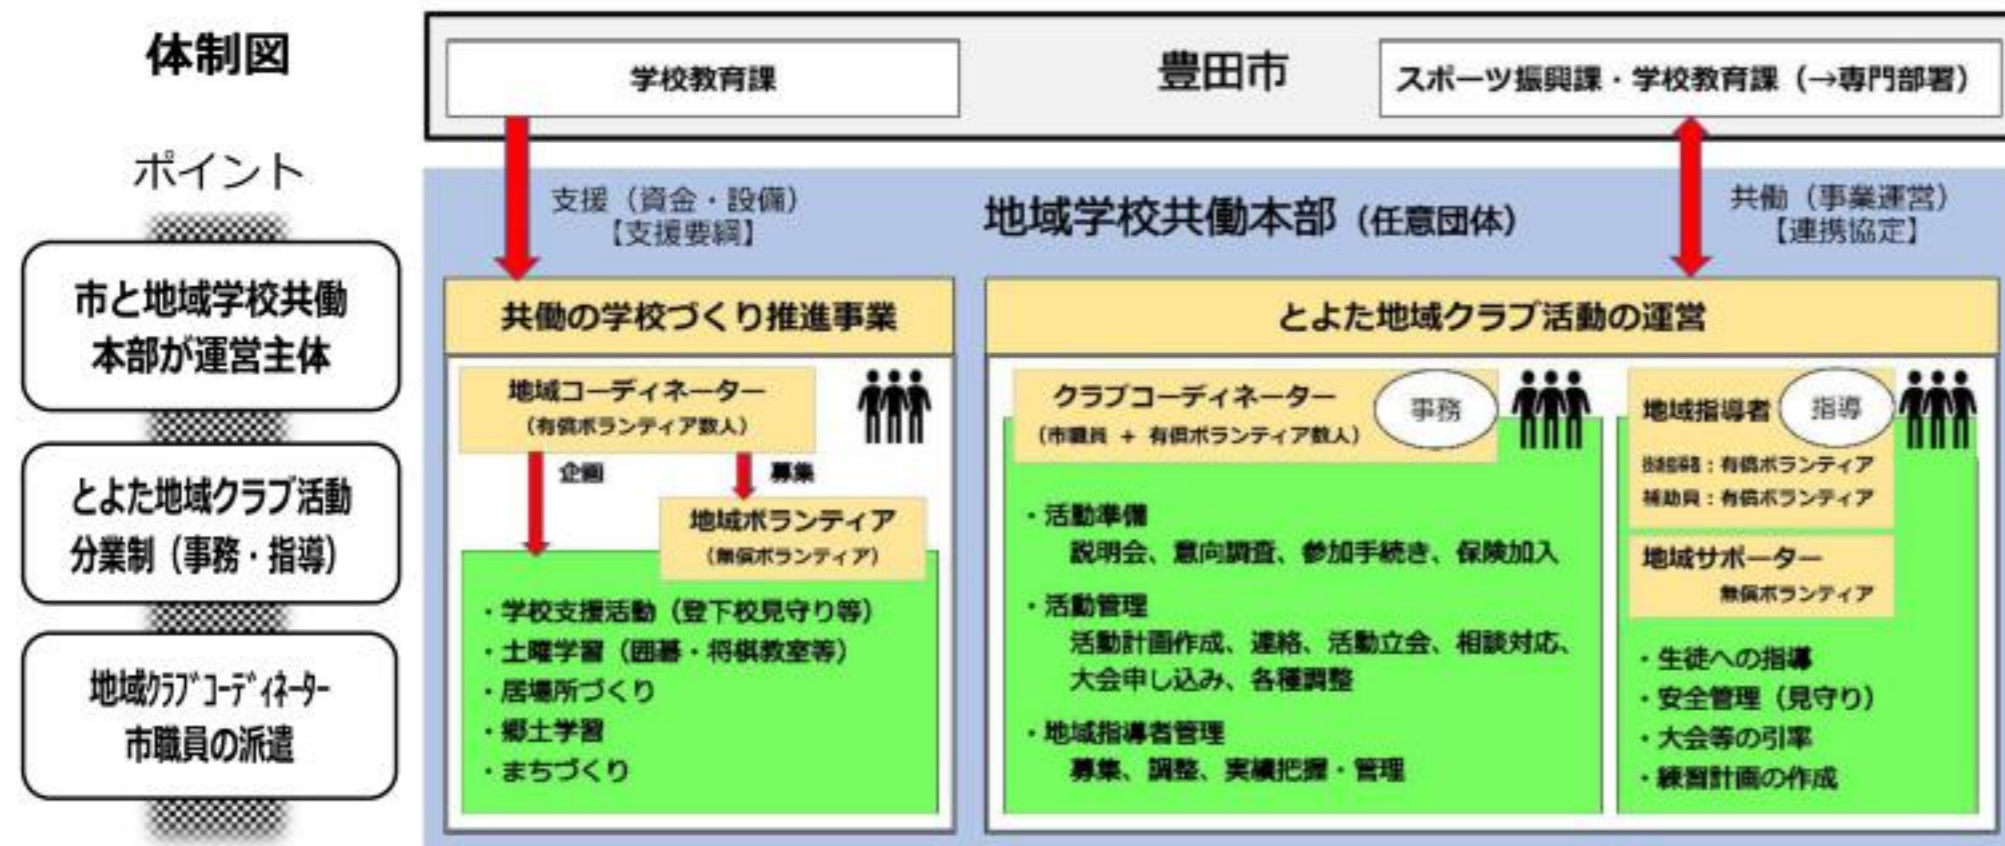 体制図
ポイント
市と地域学校共働
本部が運営主体
とよた地域クラブ活動
分業制（事務・指導）
地域ｸﾗﾌﾞｺｰﾃﾞｨﾈｰﾀｰ
市職員の派遣
豊田市
学校教育課
スポーツ振興課・学校教育課（→専門部署）
支援（資金・設備）
【支援要綱】
地域学校共働本部（任意団体）
共働（事業運営）
【連携協定】
共働の学校づくり推進事業
地域コーディネーター
（有償ボランティア数人）
企画
募集
地域ボランティア
（無償ボランティア）
・学校支援活動（登下校見守り等）
・土曜学習（囲碁・将棋教室等）
・居場所づくり
・郷土学習
・まちづくり
とよた地域クラブ活動の運営
クラブコーディネーター
（市職員 + 有償ボランティア数人）
事務
・活動準備
説明会、意向調査、参加手続き、保険加入
・活動管理
活動計画作成、連絡、活動立会、相談対応、
大会申し込み、各種調整
・地域指導者管理
募集、調整、実績把握・管理
地域指導者
指導
：有償ボランティア
補助員：有償ボランティア
地域サポーター
無償ボランティア
・生徒への指導
・安全管理（見守り）
・大会等の引率
・練習計画の作成